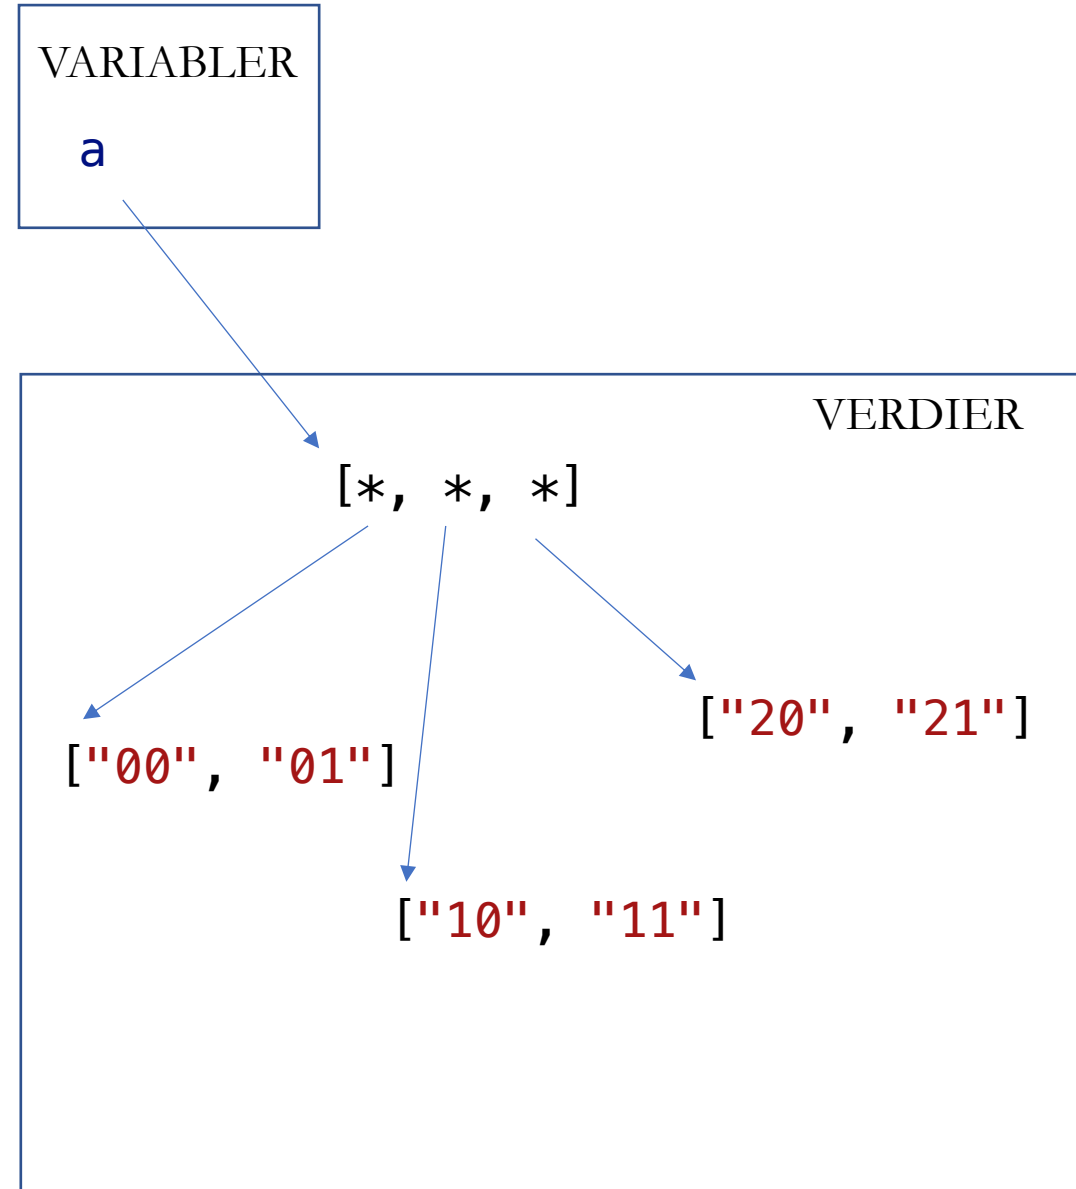 VARIABLER
a
VERDIER
[*, *, *]
["20", "21"]
["00", "01"]
["10", "11"]